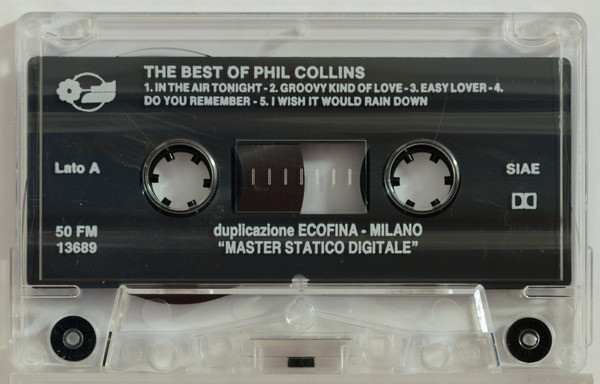 THE BEST OF PHIL COLLINS
1. IN THE AIR TONIGHT - 2. GROOVY KIND OF LOVE - 3. EASY LOVER - 4.
DO YOU REMEMBER - 5. I WISH IT WOULD RAIN DOWN
Lato A
SIAE
50 FM
13689
duplicazione ECOFINA - MILANO
"MASTER STATICO DIGITALE"